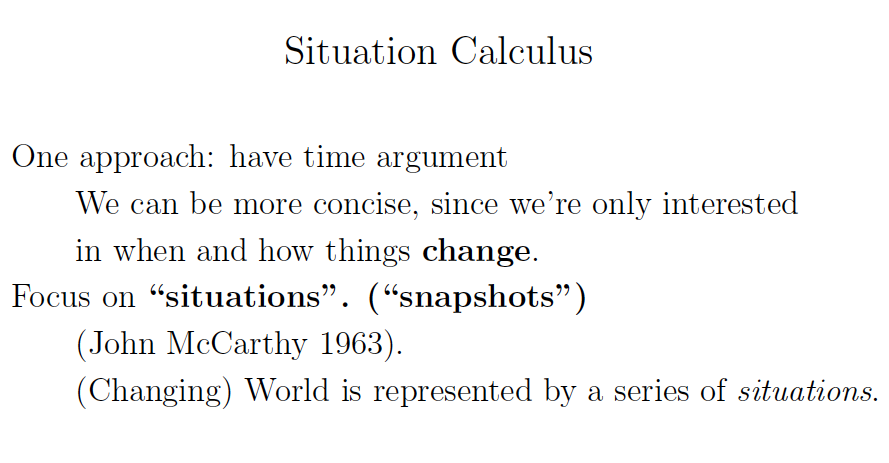 Situation Calculus
One approach: have time argument
We can be more concise, since we're only interested
in when and how things change.
Focus on “situations”. (“snapshots”)
(John McCarthy 1963).
(Changing) World is represented by a series of situations.